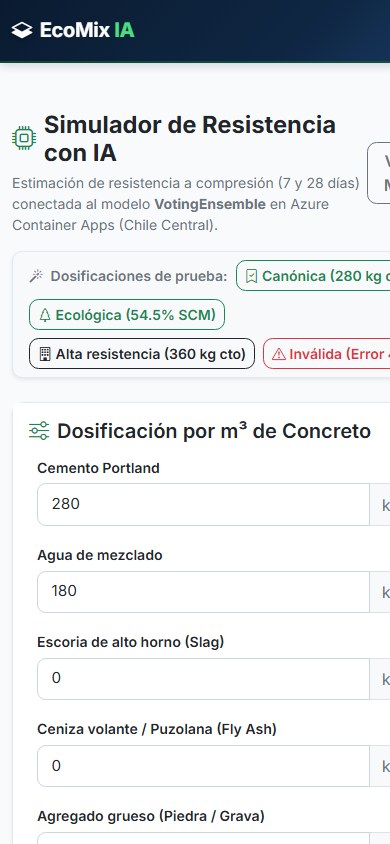 EcoMix IA
Simulador de Resistencia
con IA
Estimación de resistencia a compresión (7 y 28 días)
conectada al modelo VotingEnsemble en Azure
Container Apps (Chile Central).
Dosificaciones de prueba:
Canónica (280 kg
Ecológica (54.5% SCM)
Alta resistencia (360 kg cto)
Inválida (Error
Dosificación por m³ de Concreto
Cemento Portland
280
Agua de mezclado
180
Escoria de alto horno (Slag)
0
Ceniza volante / Puzolana (Fly Ash)
0
Agregado grueso (Piedra / Grava)